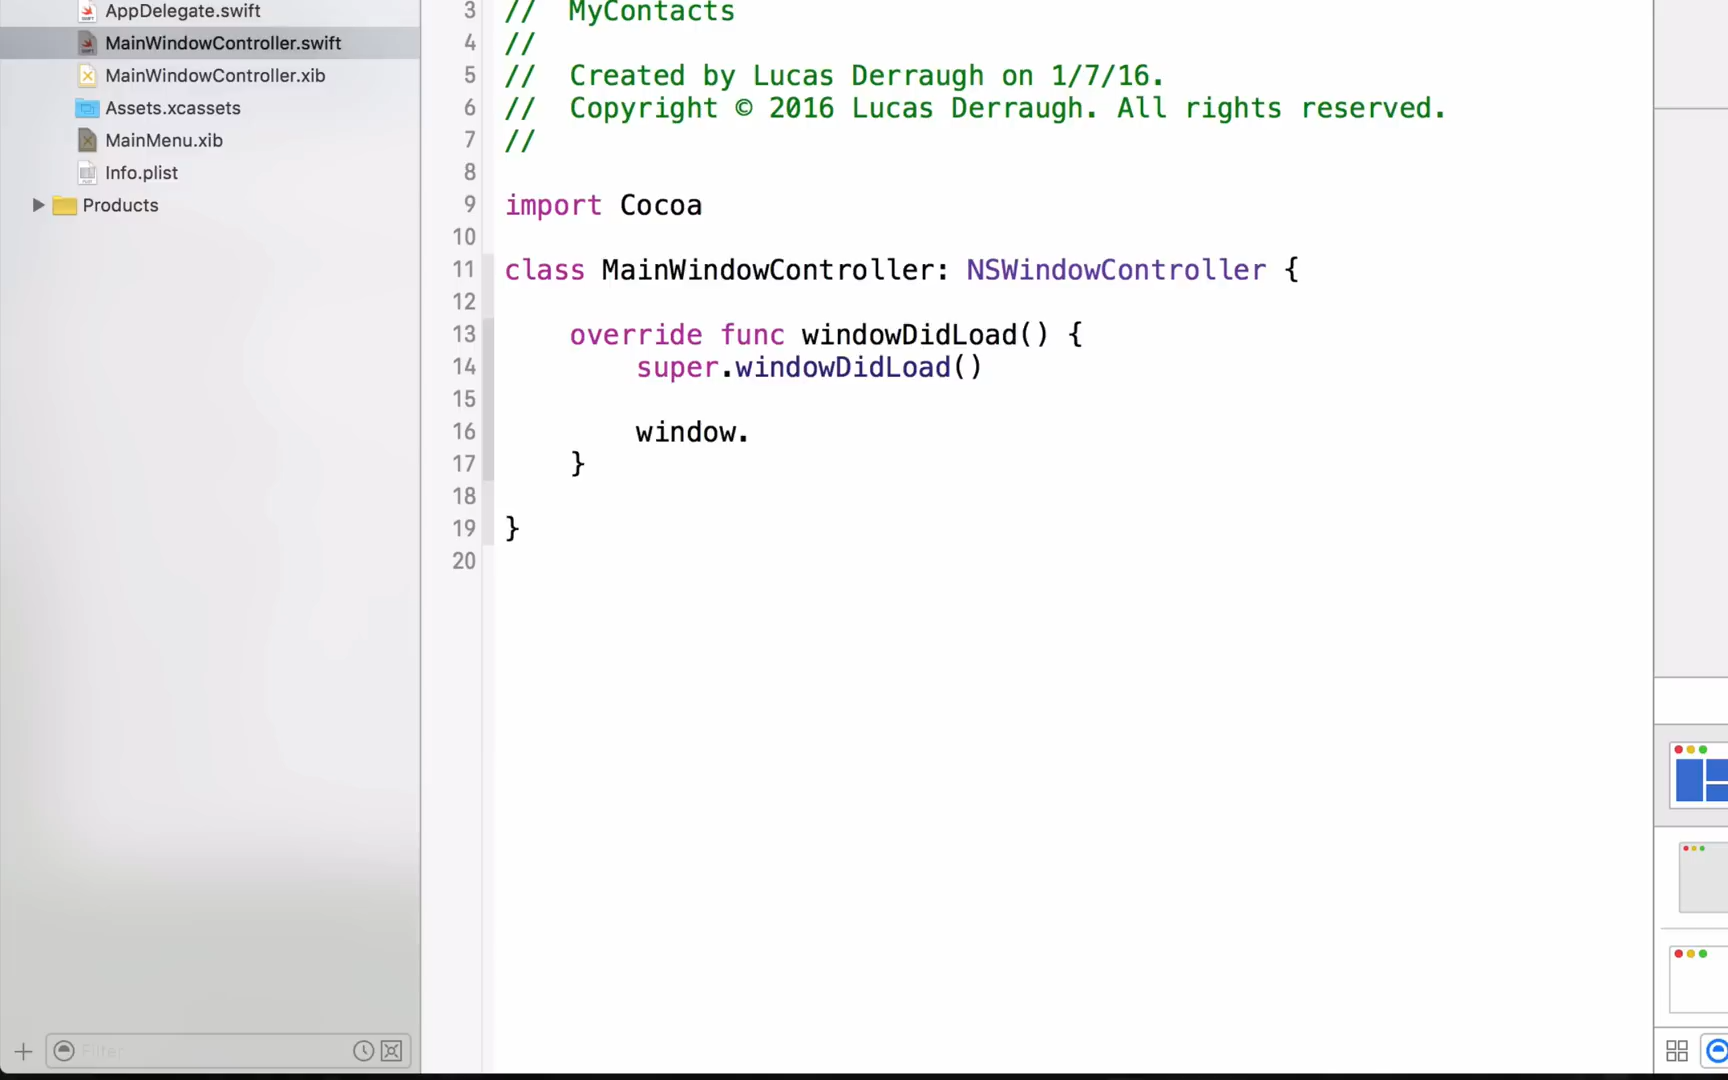 AppDelegate.swift
MainWindowController.swift
MainWindowController.xib
Assets.xcassets
MainMenu.xib
Info.plist
Products
Filter
3 //  MyContacts
4 //
5 //  Created by Lucas Derraugh on 1/7/16.
6 //  Copyright © 2016 Lucas Derraugh. All rights reserved.
7 //
8
9 import Cocoa
10
11 class MainWindowController: NSWindowController {
12
13     override func windowDidLoad() {
14         super.windowDidLoad()
15
16         window.
17     }
18
19 }
20